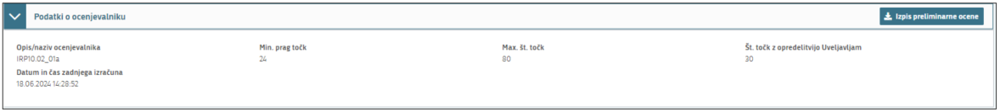 Podatki o ocenjevalniku
Izpis preliminarne ocene
Opis/naziv ocenjevalnika Min. prag točk Max. št. točk Št. točk z opredelitvijo Uveljavljam
IRP10.02_01a 24 80 30
Datum in čas zadnjega izračuna
18.06.2024 14:28:52